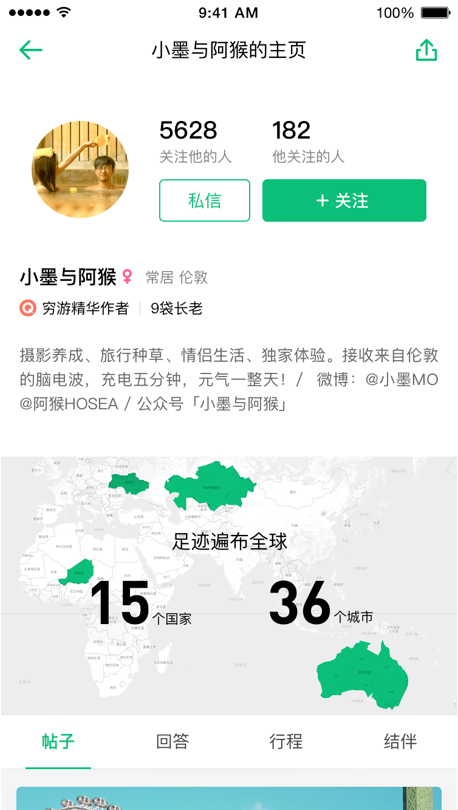 9:41 AM
100%
小墨与阿猴的主页
5628
182
关注他的人
他关注的人
私信
+ 关注
小墨与阿猴
常居 伦敦
穷游精华作者
9袋长老
摄影养成、旅行种草、情侣生活、独家体验。接收来自伦敦
的脑电波，充电五分钟，元气一整天！/ 微博：@小墨MO
@阿猴HOSEA / 公众号「小墨与阿猴」
足迹遍布全球
15个国家
36个城市
帖子
回答
行程
结伴